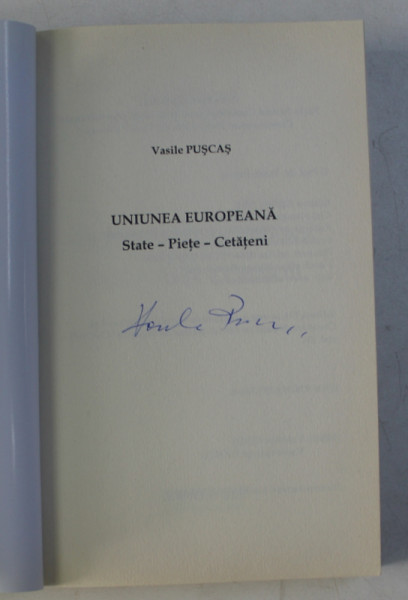 Vasile PUŞCAŞ
UNIUNEA EUROPEANĂ
State – Pieţe – Cetăţeni